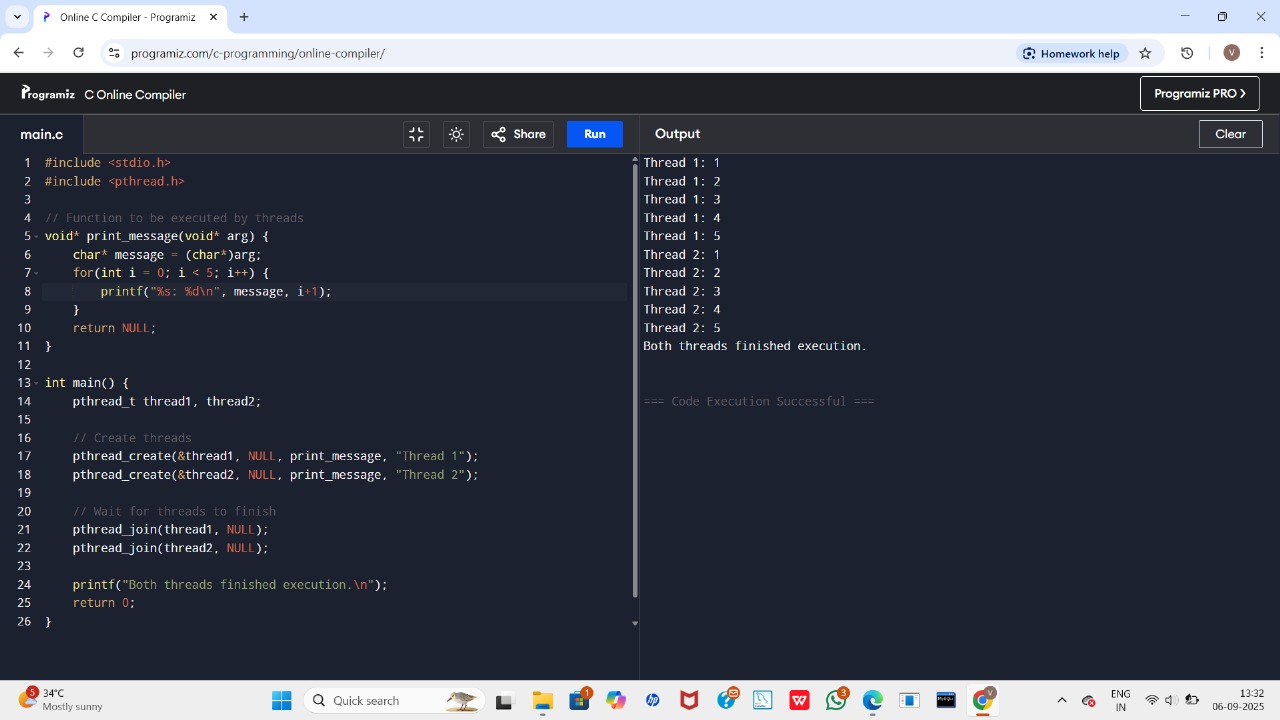 Online C Compiler - Programiz
programiz.com/c-programming/online-compiler/
Homework help
V
Programiz C Online Compiler
Programiz PRO >
main.c
Share
Run
Output
Clear
1 #include <stdio.h>
2 #include <pthread.h>
3
4 // Function to be executed by threads
5 void* print_message(void* arg) {
6 char* message = (char*)arg;
7 for(int i = 0; i < 5; i++) {
8 printf("%s: %d\n", message, i+1);
9 }
10 return NULL;
11 }
12
13 int main() {
14 pthread_t thread1, thread2;
15
16 // Create threads
17 pthread_create(&thread1, NULL, print_message, "Thread 1");
18 pthread_create(&thread2, NULL, print_message, "Thread 2");
19
20 // Wait for threads to finish
21 pthread_join(thread1, NULL);
22 pthread_join(thread2, NULL);
23
24 printf("Both threads finished execution.\n");
25 return 0;
26 }
Thread 1: 1
Thread 1: 2
Thread 1: 3
Thread 1: 4
Thread 1: 5
Thread 2: 1
Thread 2: 2
Thread 2: 3
Thread 2: 4
Thread 2: 5
Both threads finished execution.
=== Code Execution Successful ===
5
34°C
Mostly sunny
Quick search
1
hp
W
3
MySQL
V
ENG
IN
13:32
06-09-2025